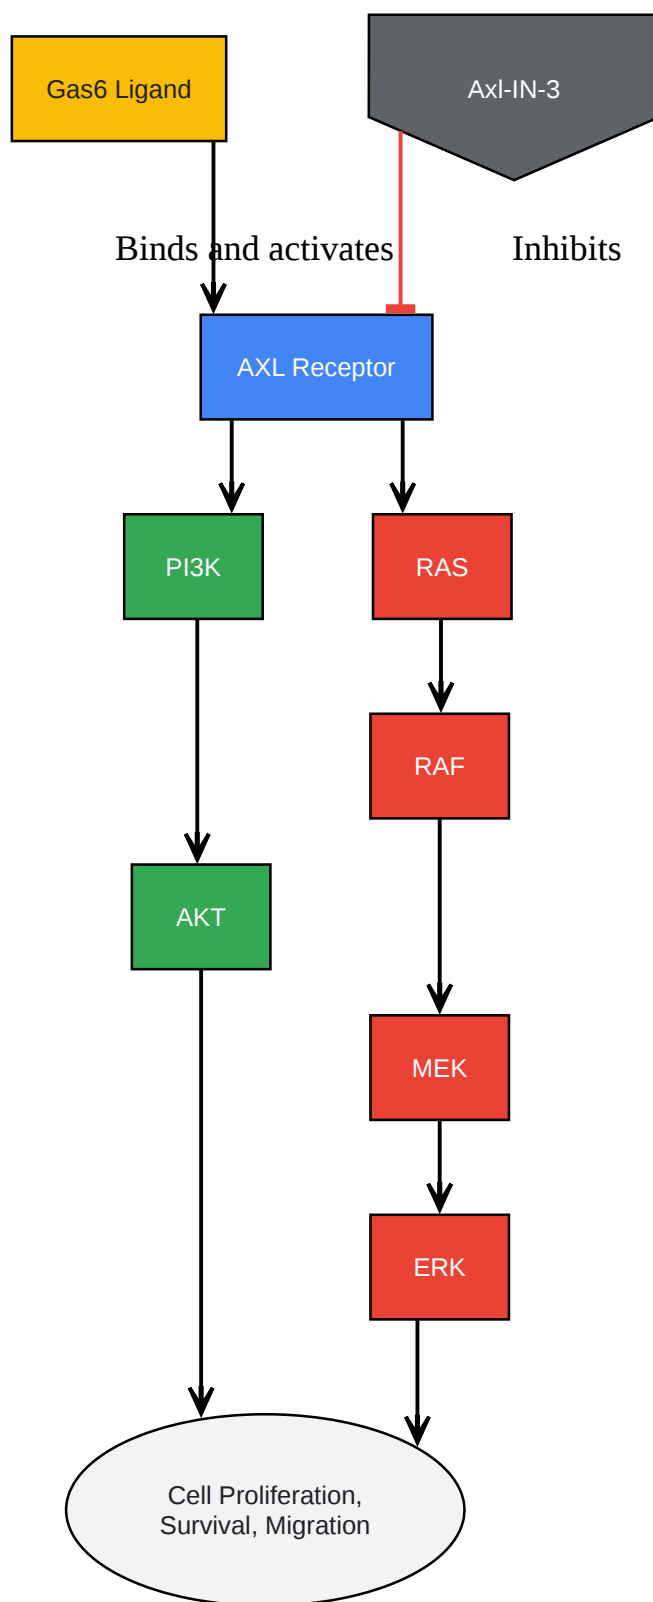 Gas6 Ligand
Axl-IN-3
Binds and activates
Inhibits
AXL Receptor
PI3K
RAS
RAF
AKT
MEK
ERK
Cell Proliferation,
Survival, Migration